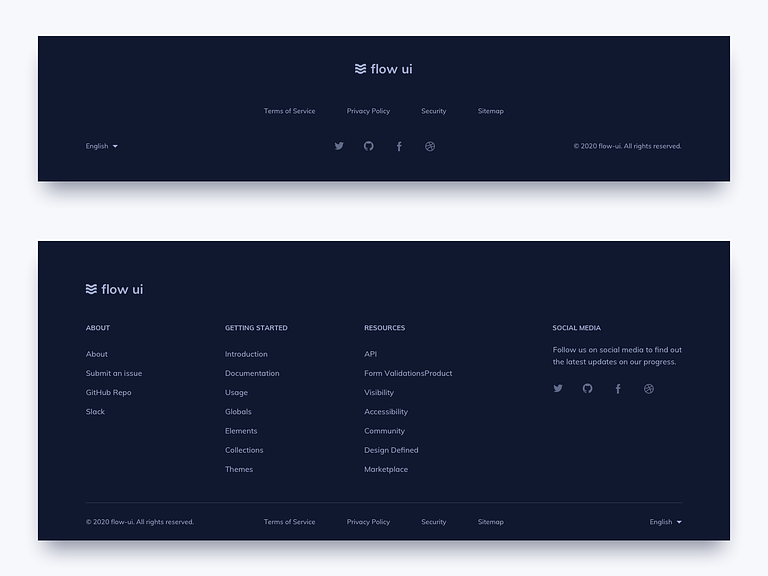 flow ui
Terms of Service Privacy Policy Security Sitemap
English © 2020 flow-ui. All rights reserved.
flow ui
ABOUT
About
Submit an issue
GitHub Repo
Slack
GETTING STARTED
Introduction
Documentation
Usage
Globals
Elements
Collections
Themes
RESOURCES
API
Form ValidationsProduct
Visibility
Accessibility
Community
Design Defined
Marketplace
SOCIAL MEDIA
Follow us on social media to find out
the latest updates on our progress.
© 2020 flow-ui. All rights reserved. Terms of Service Privacy Policy Security Sitemap English